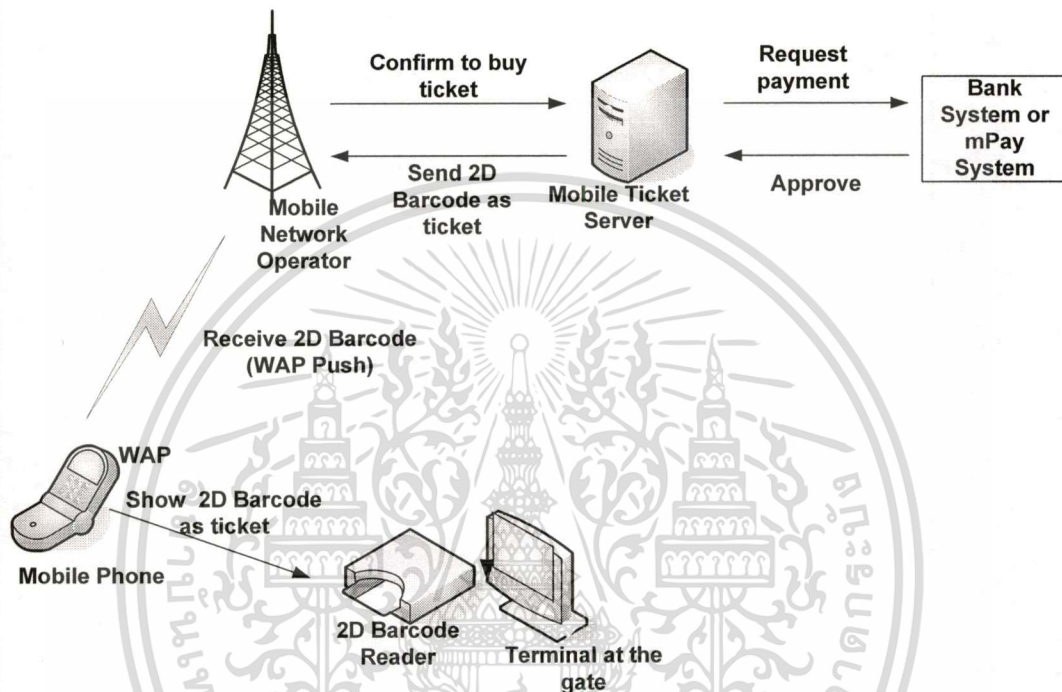 Confirm to buy
ticket
Request
payment
Bank
System or
mPay
System
Send 2D
Barcode as
ticket
Mobile Ticket
Server
Approve
Mobile
Network
Operator
Receive 2D Barcode
(WAP Push)
WAP
Show 2D Barcode
as ticket
Mobile Phone
2D Barcode
Reader
Terminal at the
gate